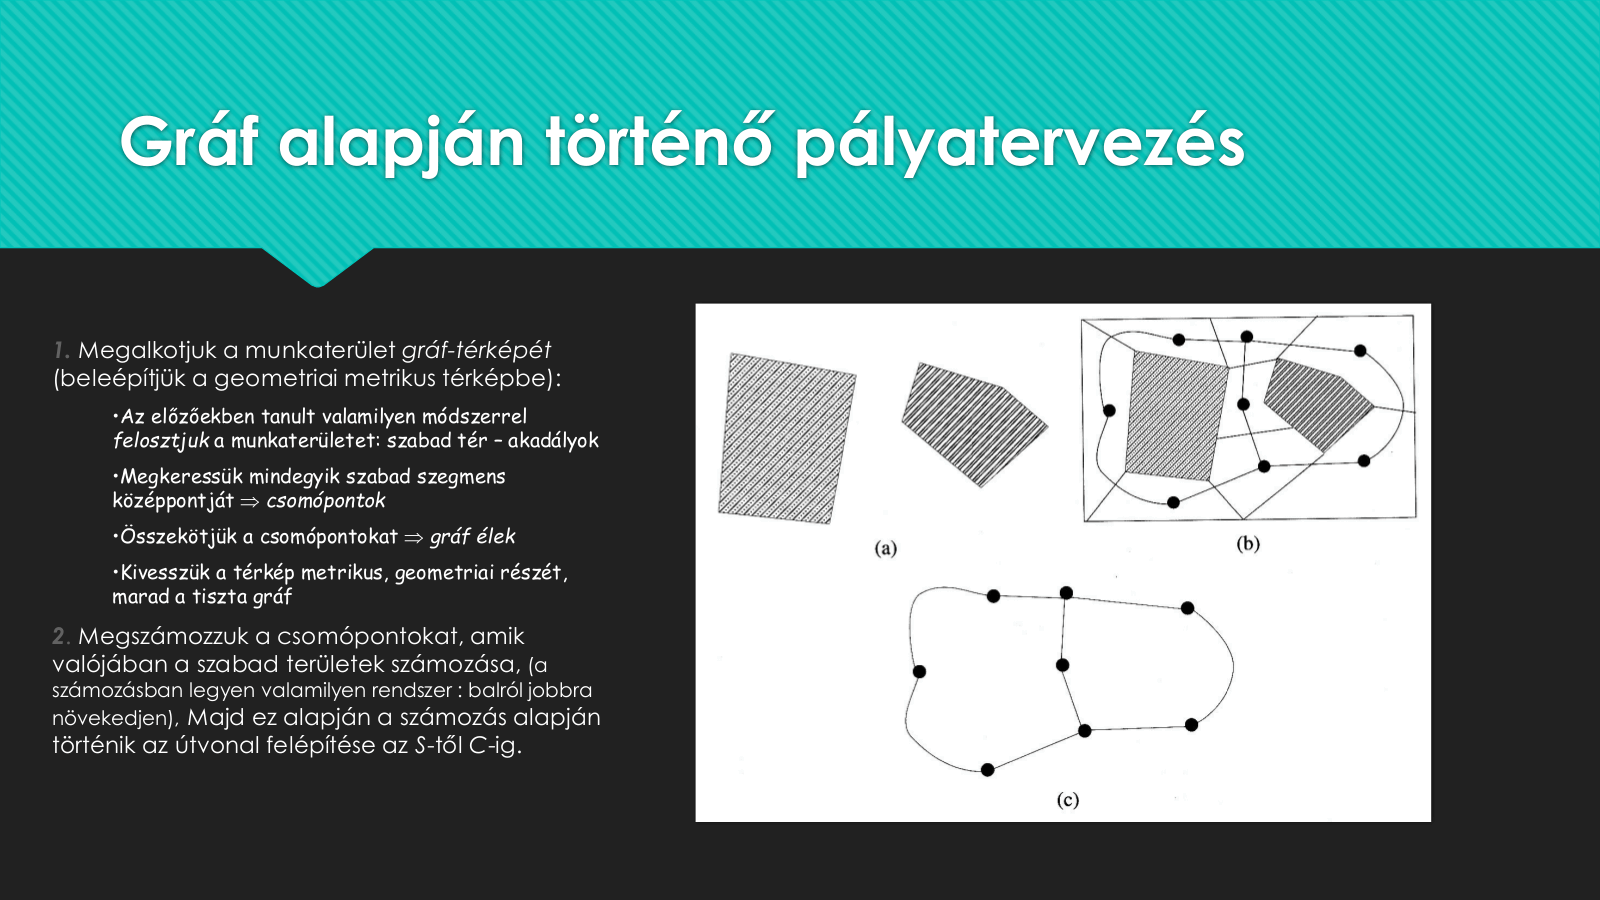 Gráf alapján történő pályatervezés
1. Megalkotjuk a munkaterület gráf-térképét
(beleépítjük a geometriai metrikus térképbe):
•Az előzőekben tanult valamilyen módszerrel
felosztjuk a munkaterületet: szabad tér – akadályok
•Megkeressük mindegyik szabad szegmens
középpontját ⇒ csomópontok
•Összekötjük a csomópontokat ⇒ gráf élek
•Kivesszük a térkép metrikus, geometriai részét,
marad a tiszta gráf
2. Megszámozzuk a csomópontokat, amik
valójában a szabad területek számozása, (a
számozásban legyen valamilyen rendszer : balról jobbra
növekedjen), Majd ez alapján a számozás alapján
történik az útvonal felépítése az S-től C-ig.
(a)
(b)
(c)